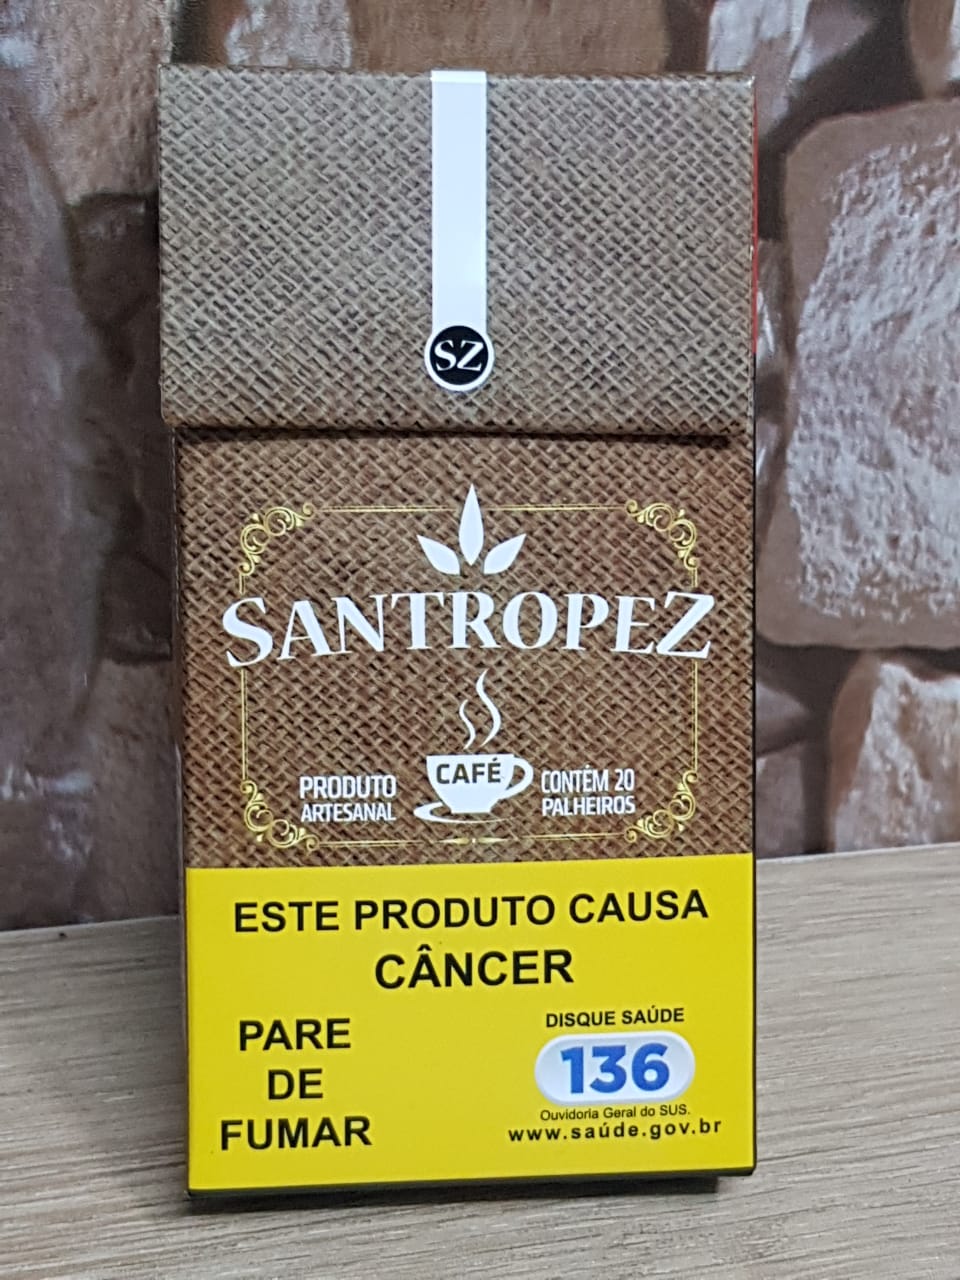 SZ
SANTROPEZ
CAFÉ
PRODUTO
ARTESANAL
CONTÉM 20
PALHEIROS
ESTE PRODUTO CAUSA
CÂNCER
PARE
DE
FUMAR
DISQUE SAÚDE
136
Ouvidoria Geral do SUS.
www.saúde.gov.br